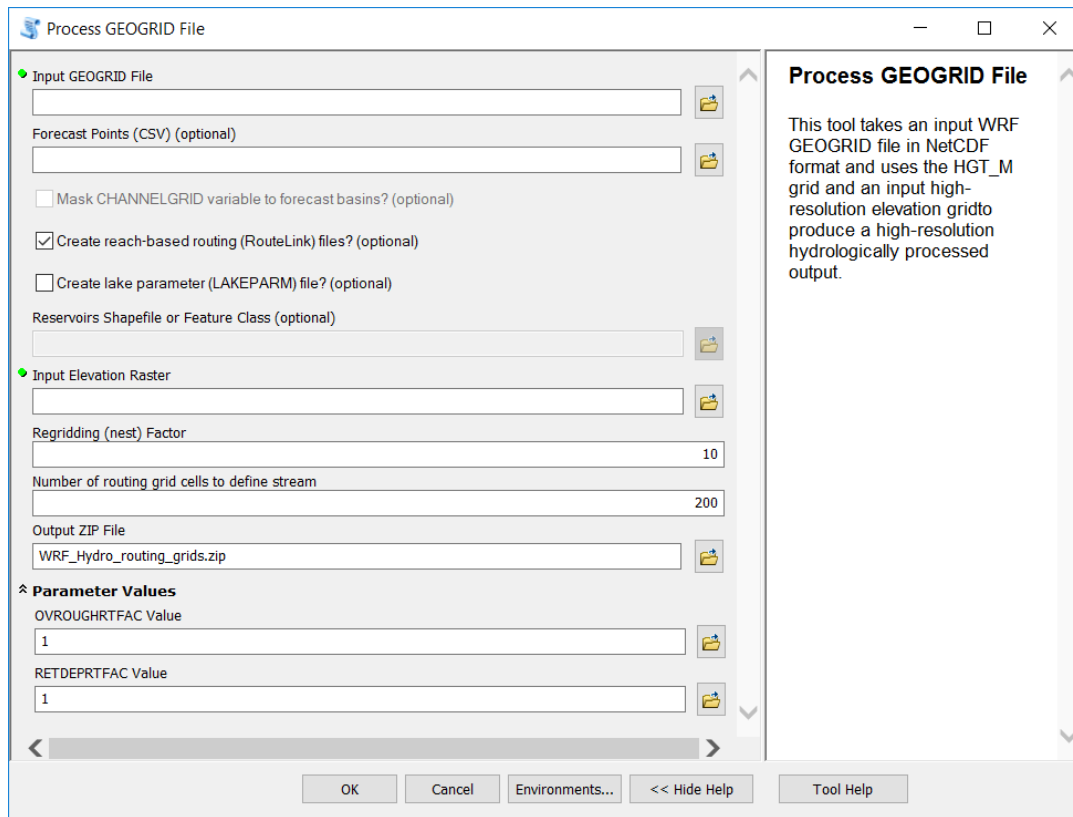 Process GEOGRID File
Input GEOGRID File
Forecast Points (CSV) (optional)
Mask CHANNELGRID variable to forecast basins? (optional)
Create reach-based routing (RouteLink) files? (optional)
Create lake parameter (LAKEPARM) file? (optional)
Reservoirs Shapefile or Feature Class (optional)
Input Elevation Raster
Regridding (nest) Factor
10
Number of routing grid cells to define stream
200
Output ZIP File
WRF_Hydro_routing_grids.zip
Parameter Values
OVROUGHRTFAC Value
1
RETDEPRTFAC Value
1
Process GEOGRID File
This tool takes an input WRF
GEOGRID file in NetCDF
format and uses the HGT_M
grid and an input high-
resolution elevation gridto
produce a high-resolution
hydrologically processed
output.
OK
Cancel
Environments...
<< Hide Help
Tool Help